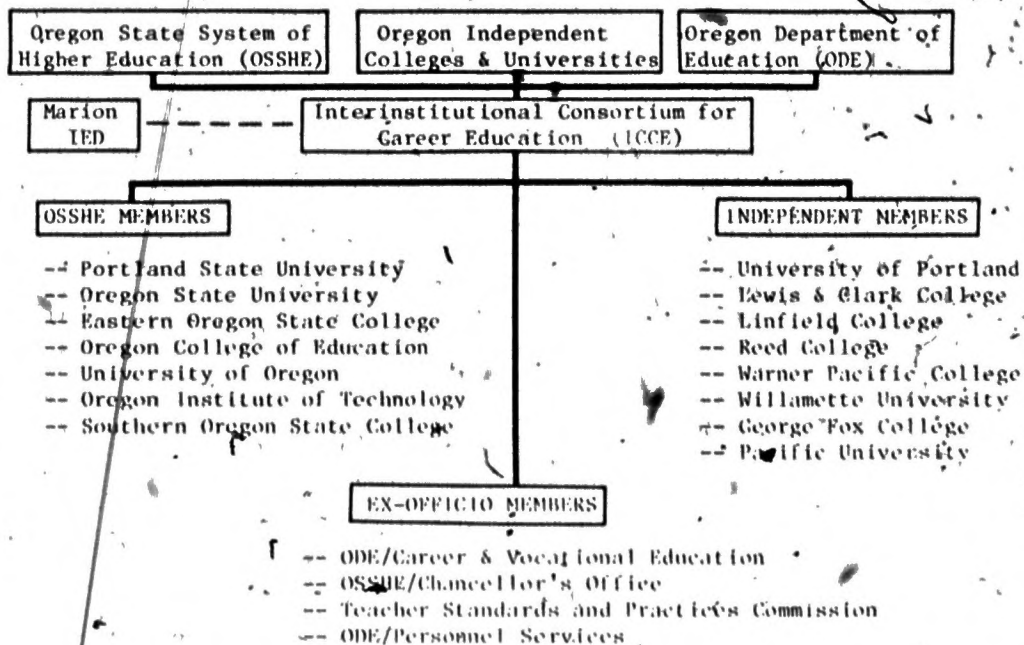 Oregon State System of
Higher Education (OSSHE)
Oregon Independent
Colleges & Universities
Oregon Department of
Education (ODE)
Marion
IED
Interinstitutional Consortium for
Career Education (ICCE)
OSSHE MEMBERS
-- Portland State University
-- Oregon State University
-- Eastern Oregon State College
-- Oregon College of Education
-- University of Oregon
-- Oregon Institute of Technology
-- Southern Oregon State College
INDEPENDENT MEMBERS
-- University of Portland
-- Lewis & Clark College
-- Linfield College
-- Reed College
-- Warner Pacific College
-- Willamette University
-- George Fox College
-- Pacific University
EX-OFFICIO MEMBERS
-- ODE/Career & Vocational Education
-- OSSHE/Chancellor's Office
-- Teacher Standards and Practices Commission
-- ODE/Personnel Services